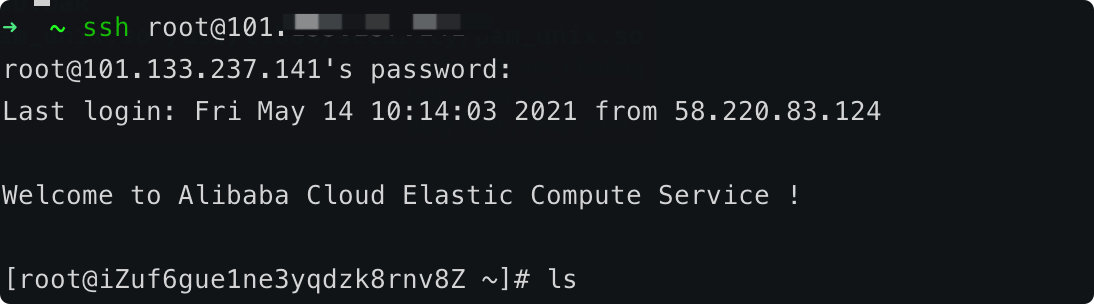 ➜ ~ ssh root@101.
root@101.133.237.141's password:
Last login: Fri May 14 10:14:03 2021 from 58.220.83.124
Welcome to Alibaba Cloud Elastic Compute Service !
[root@iZuf6gue1ne3yqdzk8rnv8Z ~]# ls